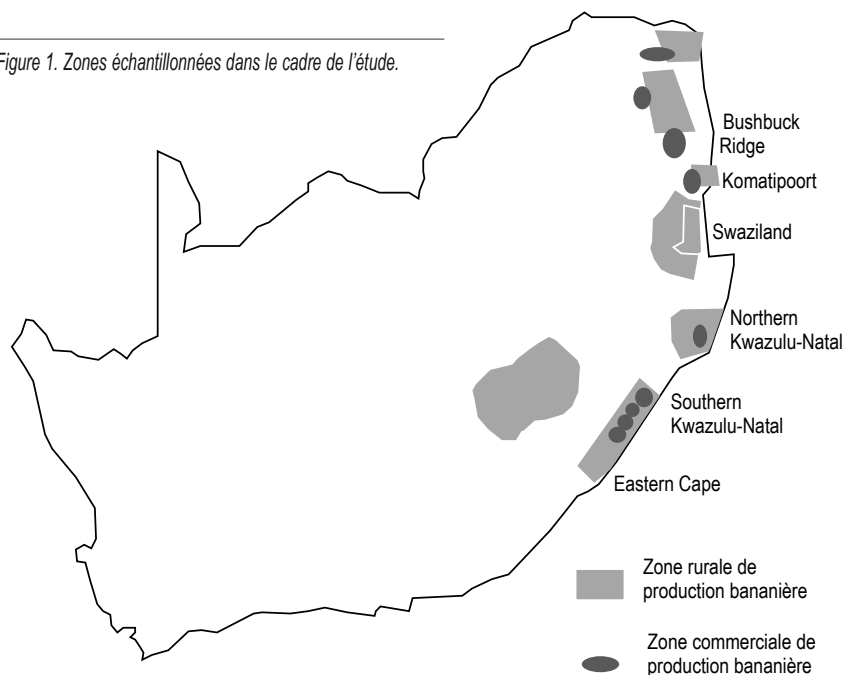 Figure 1. Zones échantillonnées dans le cadre de l'étude.
Bushbuck
Ridge
Komatipoort
Swaziland
Northern
Kwazulu-Natal
Southern
Kwazulu-Natal
Eastern Cape
Zone rurale de
production bananière
Zone commerciale de
production bananière